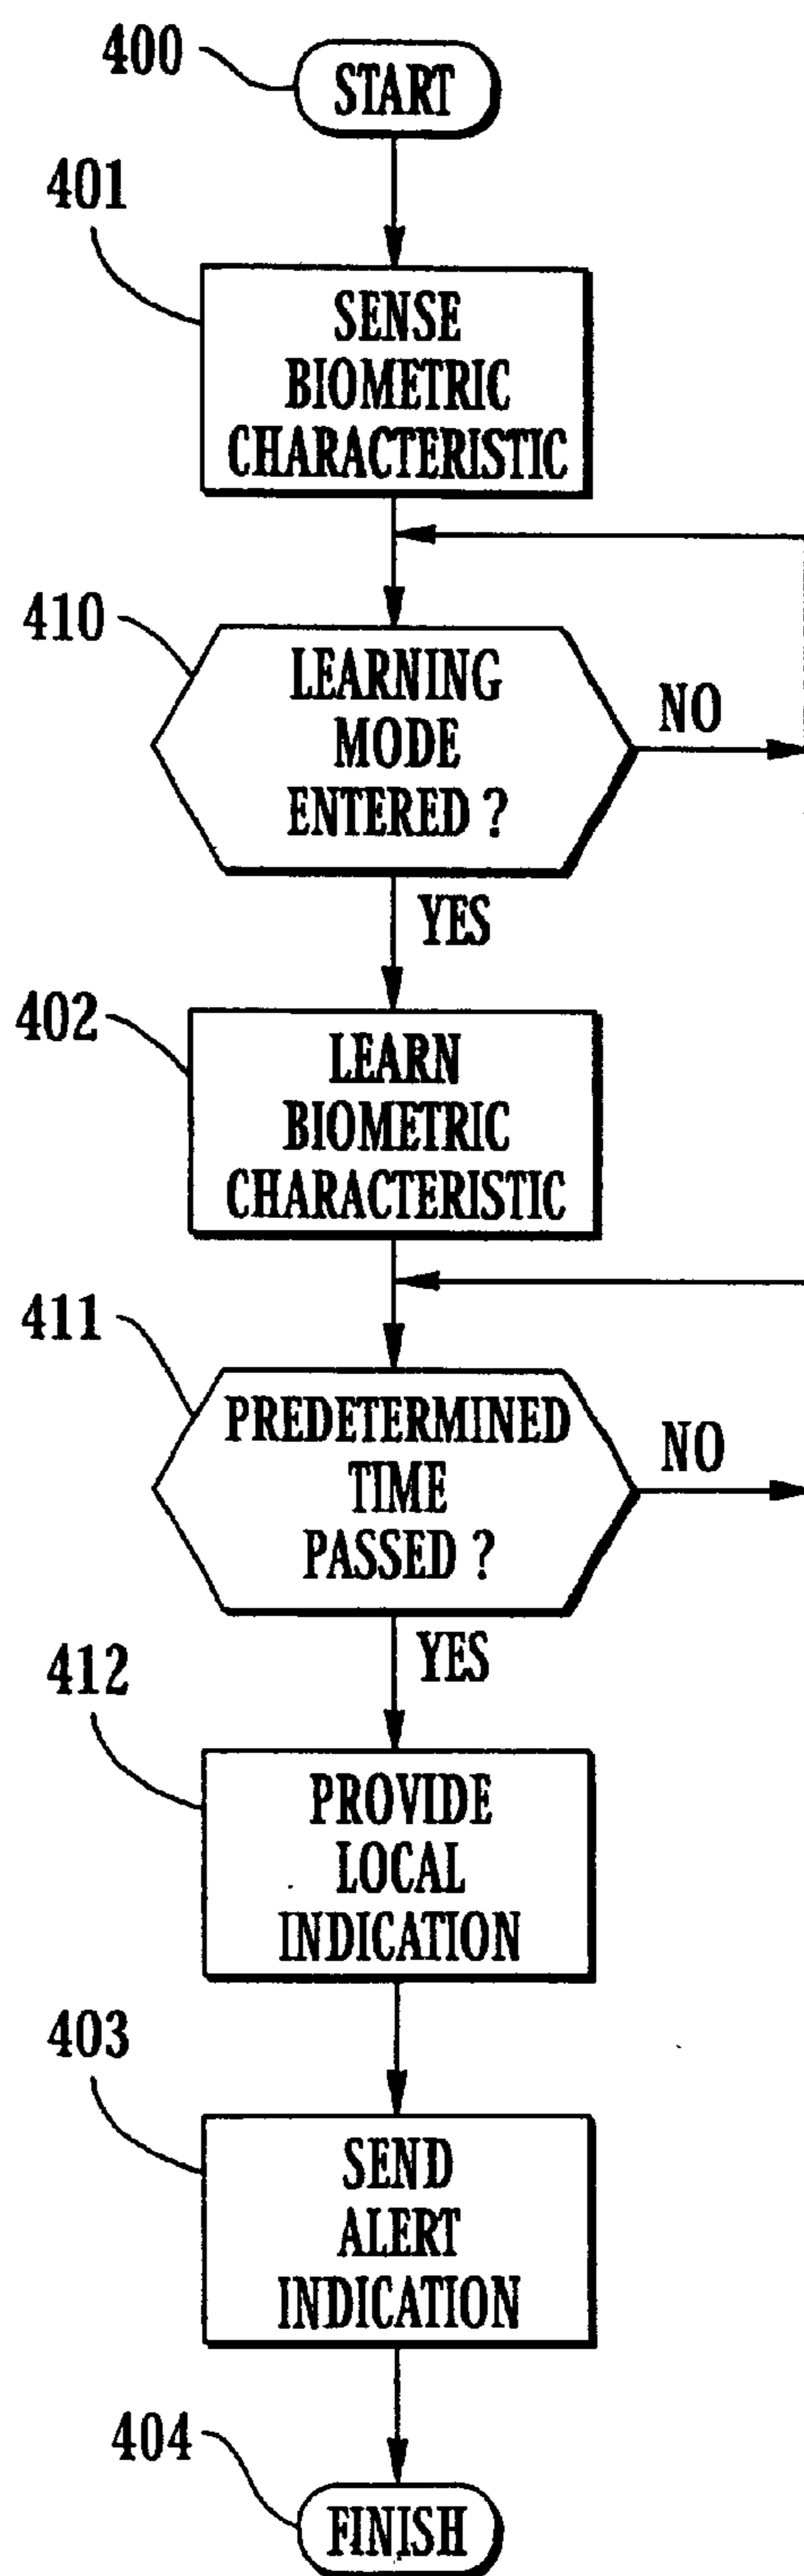 400
START
401
SENSE
BIOMETRIC
CHARACTERISTIC
410
LEARNING
MODE
ENTERED ?
NO
YES
402
LEARN
BIOMETRIC
CHARACTERISTIC
411
PREDETERMINED
TIME
PASSED ?
NO
YES
412
PROVIDE
LOCAL
INDICATION
403
SEND
ALERT
INDICATION
404
FINISH